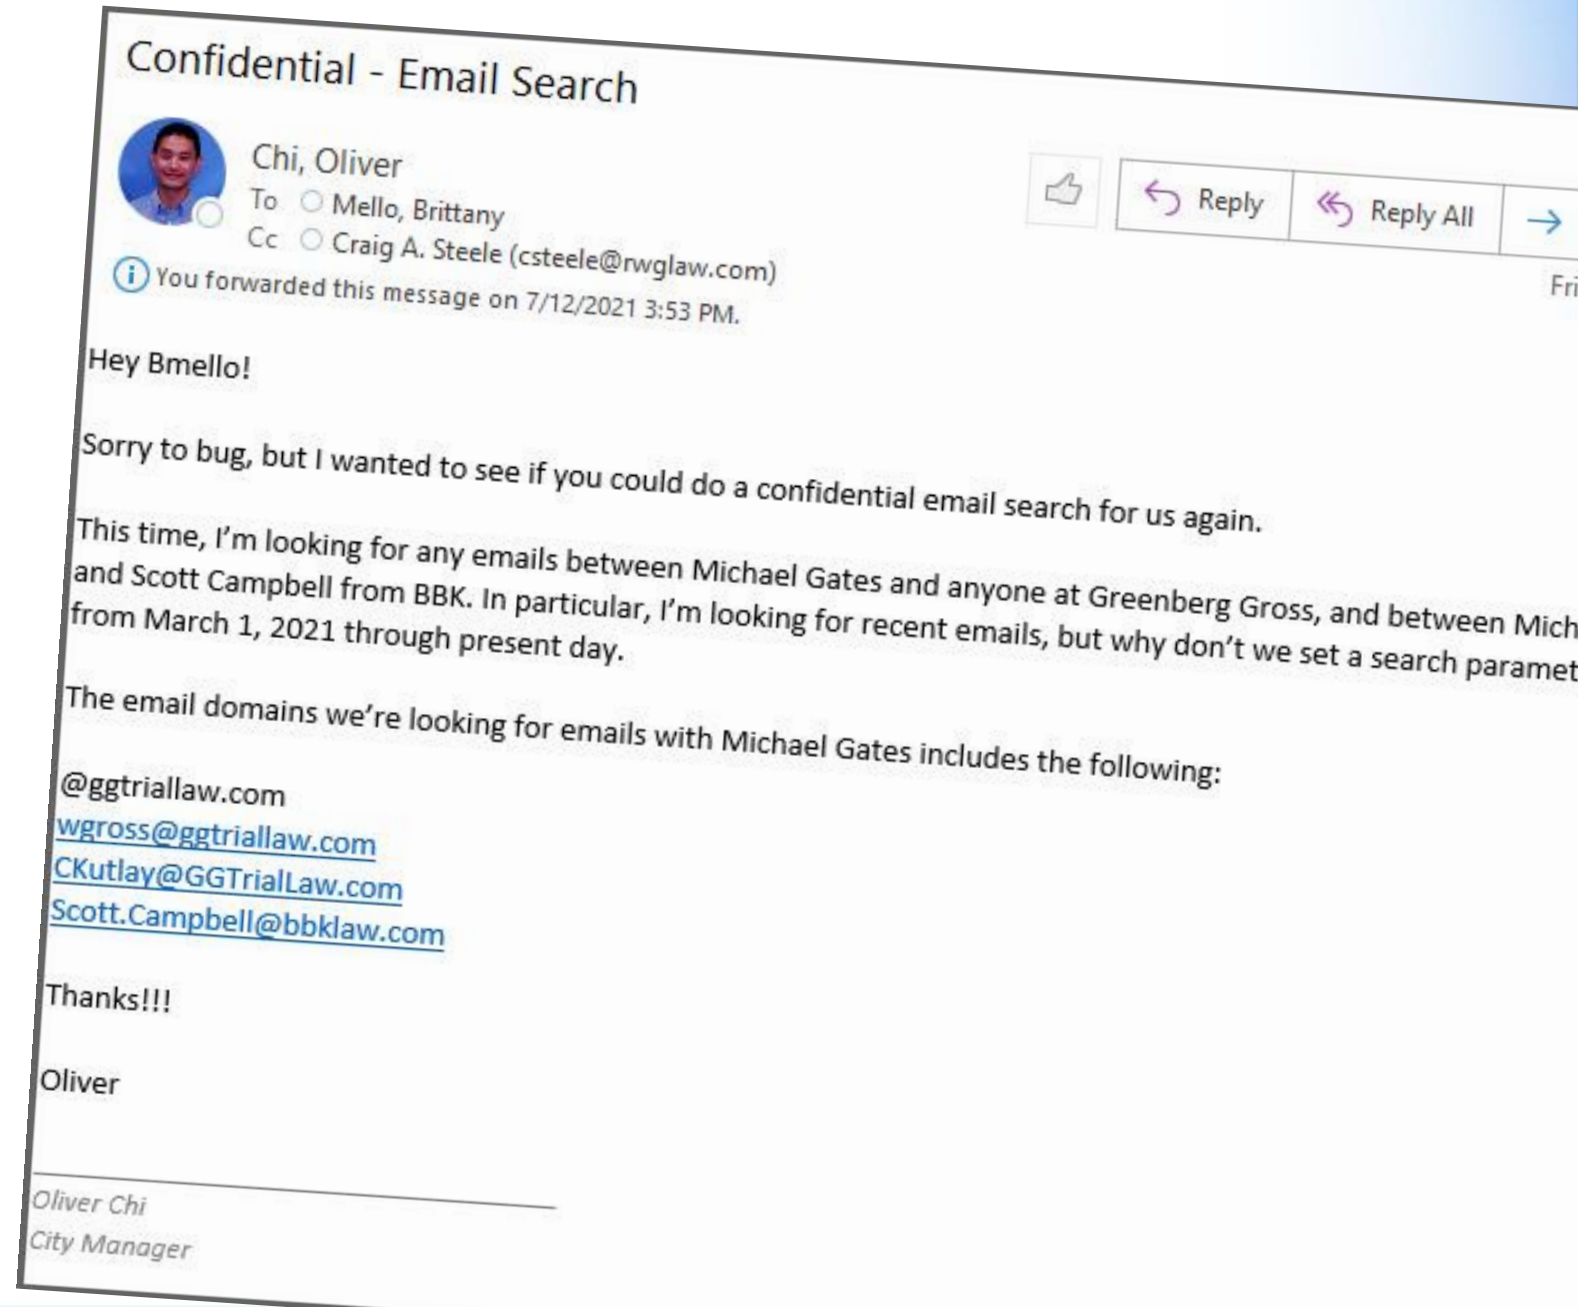 Confidential - Email Search
Chi, Oliver
To Mello, Brittany
Cc Craig A. Steele (csteele@rwglaw.com)
You forwarded this message on 7/12/2021 3:53 PM.
Reply
Reply All
Fri
Hey Bmello!
Sorry to bug, but I wanted to see if you could do a confidential email search for us again.
This time, I'm looking for any emails between Michael Gates and anyone at Greenberg Gross, and between Mich
and Scott Campbell from BBK. In particular, I'm looking for recent emails, but why don't we set a search paramet
from March 1, 2021 through present day.
The email domains we're looking for emails with Michael Gates includes the following:
@ggtriallaw.com
wgross@ggtriallaw.com
CKutlay@GGTrialLaw.com
Scott.Campbell@bbklaw.com
Thanks!!!
Oliver
Oliver Chi
City Manager